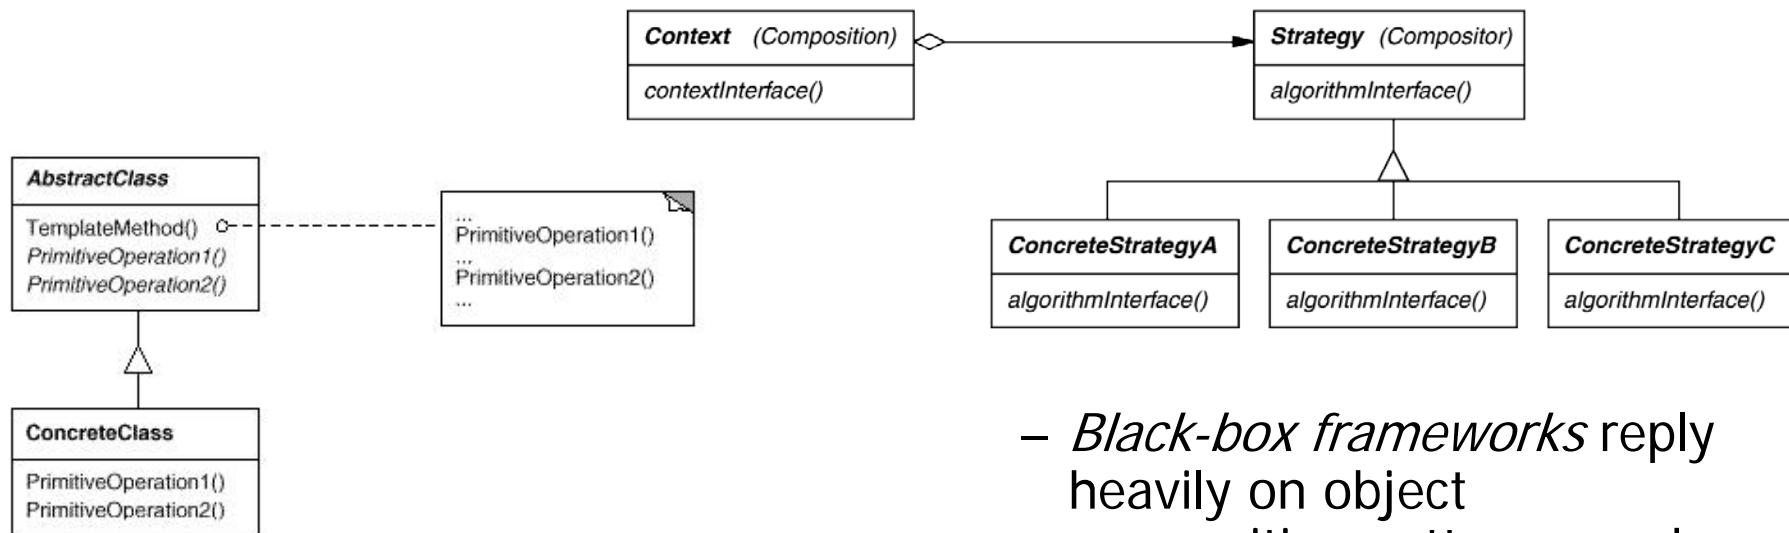 Context (Composition)
contextInterface()
Strategy (Compositor)
algorithmInterface()
AbstractClass
TemplateMethod()
PrimitiveOperation1()
PrimitiveOperation2()
...
PrimitiveOperation1()
...
PrimitiveOperation2()
...
ConcreteStrategyA
algorithmInterface()
ConcreteStrategyB
algorithmInterface()
ConcreteStrategyC
algorithmInterface()
ConcreteClass
PrimitiveOperation1()
PrimitiveOperation2()
– Black-box frameworks reply
heavily on object